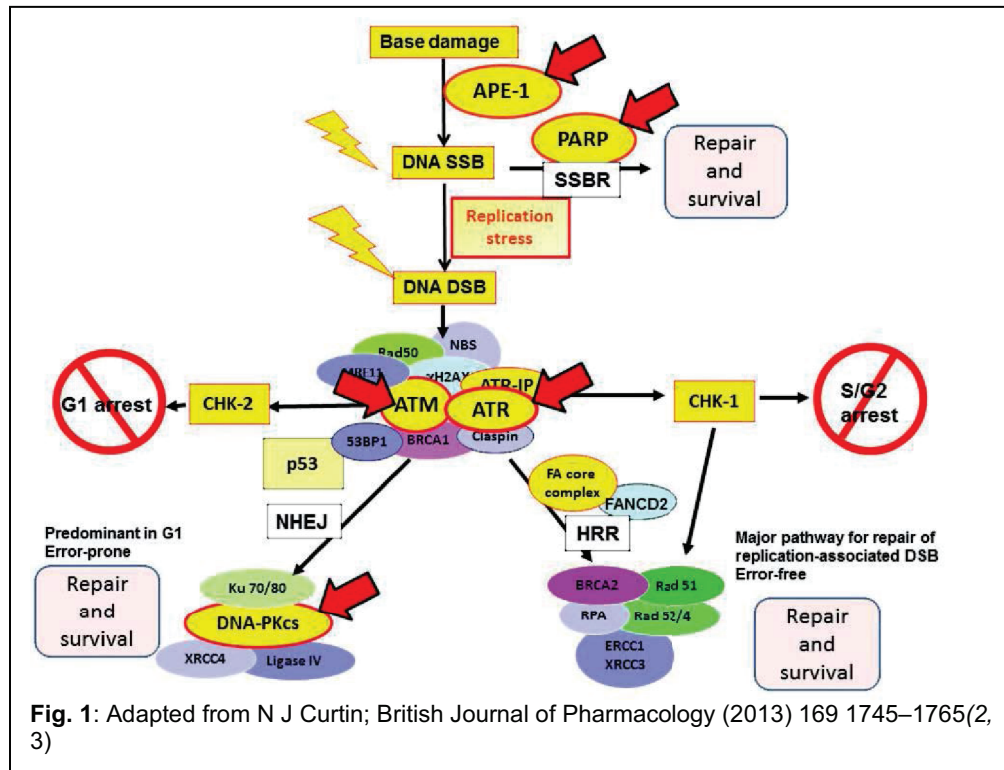 Base damage
APE-1
PARP
DNA SSB
SSBR
Repair
and
survival
Replication
stress
DNA DSB
NBS
Rad50
ATR-IP
G1 arrest
CHK-2
ATM
ATR
CHK-1
S/G2
arrest
53BP1
BRCA1
Claspin
p53
FA core
complex
FANCD2
NHEJ
HRR
Predominant in G1
Error-prone
Major pathway for repair of
replication-associated DSB
Error-free
Repair
and
survival
Ku 70/80
DNA-PKcs
XRCC4
Ligase IV
BRCA2
Rad 51
RPA
Rad 52/4
ERCC1
XRCC3
Repair
and
survival
Fig. 1: Adapted from N J Curtin; British Journal of Pharmacology (2013) 169 1745–1765(2,
3)